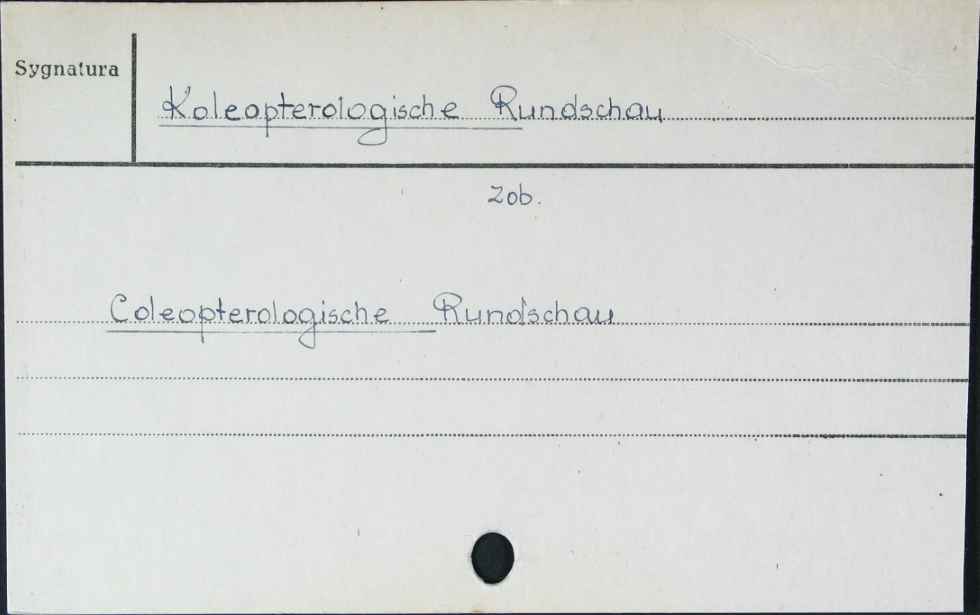 Sygnatura
Koleopterologische Rundschau
zob.
Coleopterologische Rundschau